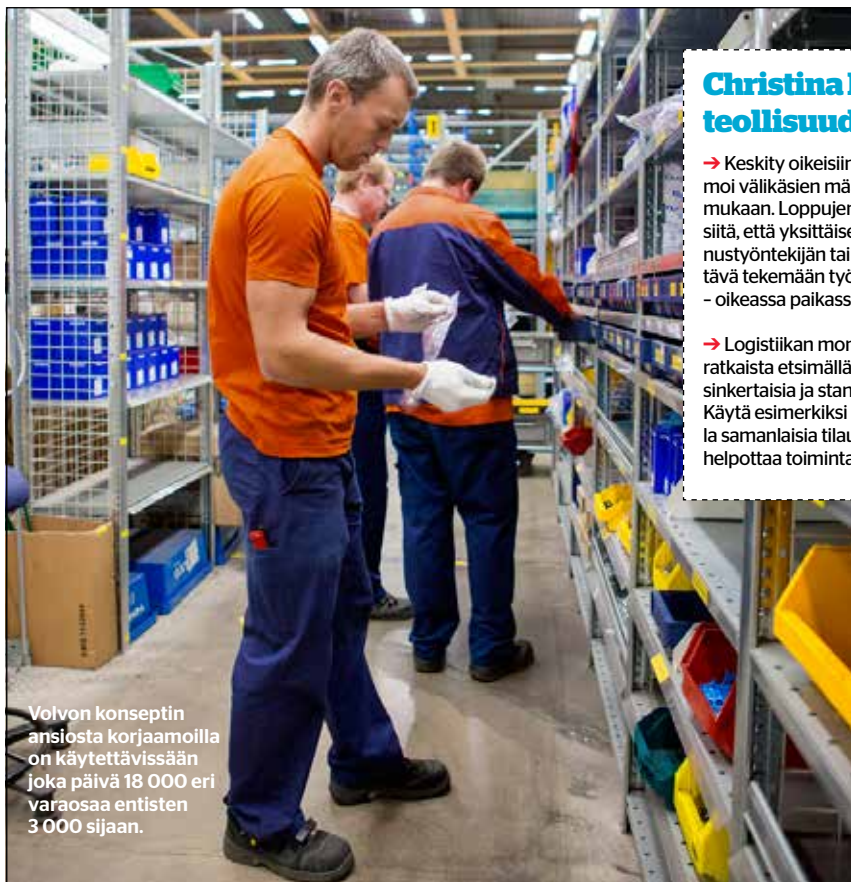 Christina
teollisuud
→ Keskity oikeisiin
moi välikäsien mä
mukaan. Loppujen
siitä, että yksittäise
nustyöntekijän tai
tävä tekemään työ
– oikeassa paikass
→ Logistiikan mon
ratkaista etsimällä
sinkertaisia ja stan
Käytä esimerkiksi
la samanlaisia tilau
helpottaa toiminta
Volvon konseptin
ansiosta korjaamoilla
on käytettävissään
joka päivä 18 000 eri
varaosaa entisten
3 000 sijaan.